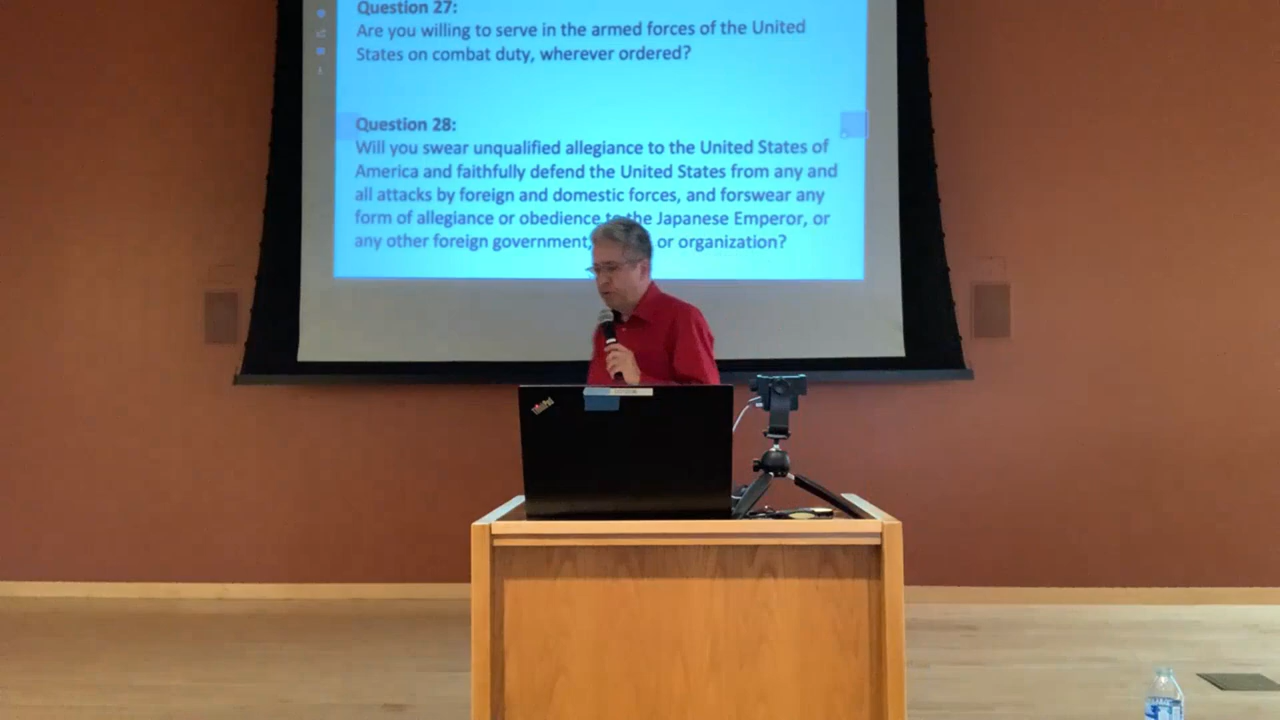 Question 27:
Are you willing to serve in the armed forces of the United
States on combat duty, wherever ordered?
Question 28:
Will you swear unqualified allegiance to the United States of
America and faithfully defend the United States from any and
all attacks by foreign and domestic forces, and forswear any
form of allegiance or obedience to the Japanese Emperor, or
any other foreign government, or organization?